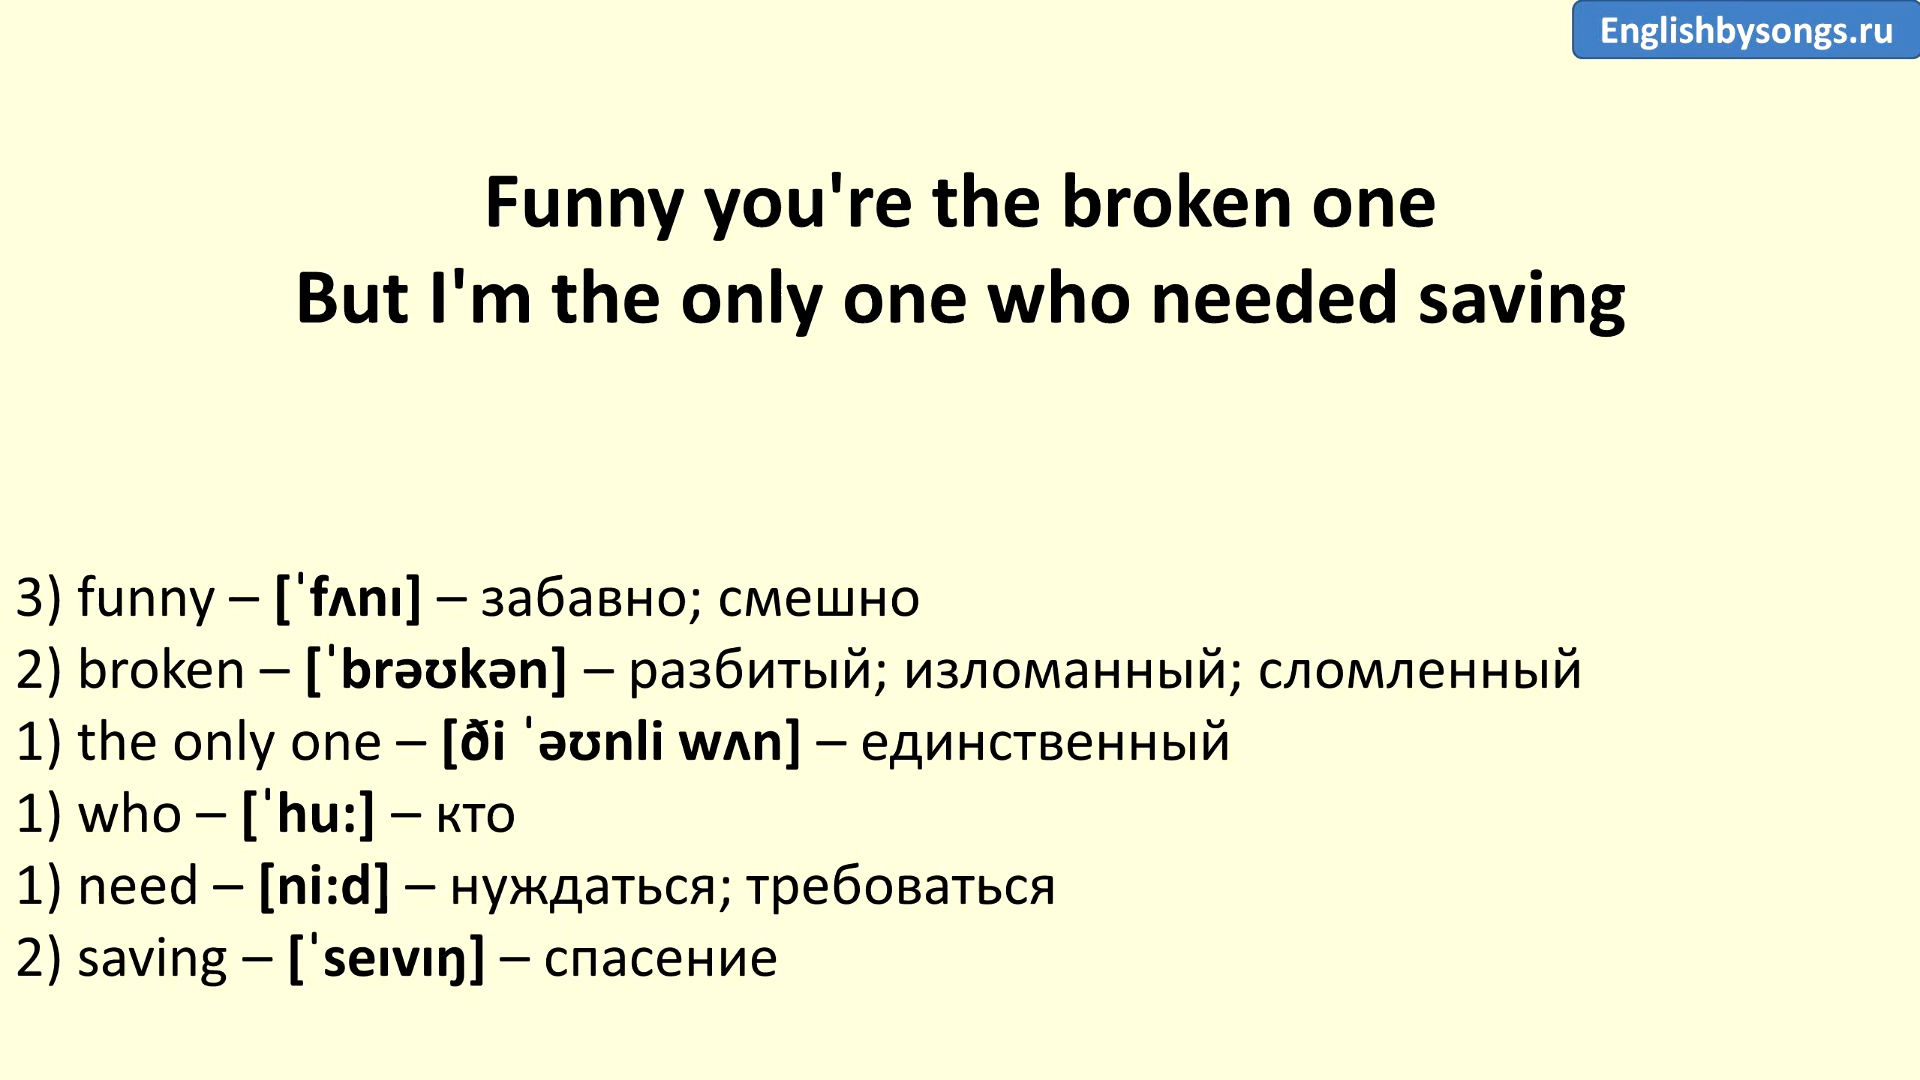 Englishbysongs.ru
Funny you're the broken one
But I'm the only one who needed saving
3) funny – [ˈfʌnı] – забавно; смешно
2) broken – [ˈbrəʊkən] – разбитый; изломанный; сломленный
1) the only one – [ði ˈəʊnli wʌn] – единственный
1) who – [ˈhu:] – кто
1) need – [ni:d] – нуждаться; требоваться
2) saving – [ˈseıvıŋ] – спасение